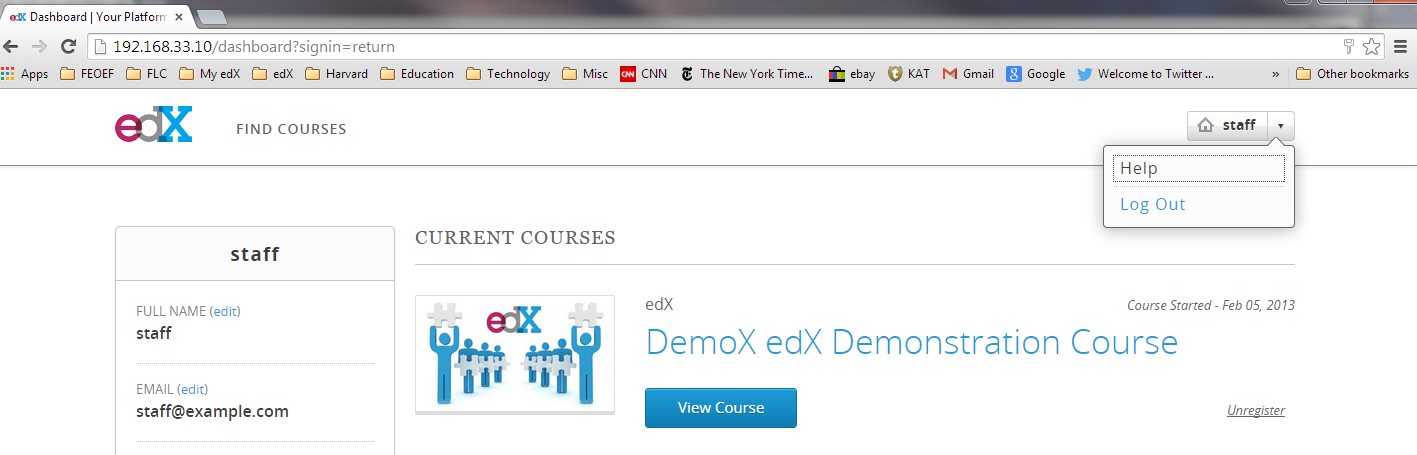 edX Dashboard | Your Platform
192.168.33.10/dashboard?signin=return
Apps FEOEF FLC My edX edX Harvard Education Technology Misc CNN The New York Time... ebay KAT Gmail Google Welcome to Twitter ... » Other bookmarks
edX FIND COURSES staff
Help
Log Out
staff
FULL NAME (edit)
staff
EMAIL (edit)
staff@example.com
CURRENT COURSES
edX
edX Course Started - Feb 05, 2013
DemoX edX Demonstration Course
View Course
Unregister